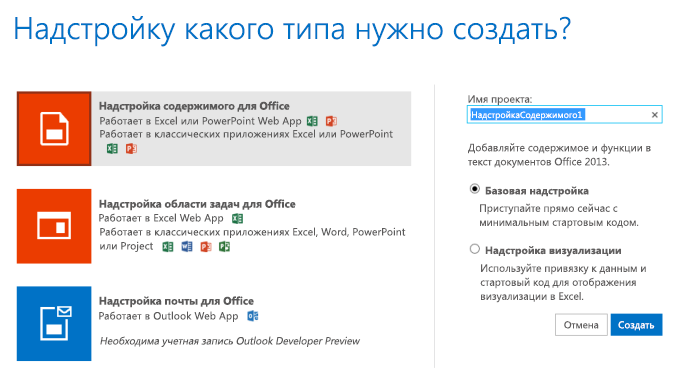 Надстройку какого типа нужно создать?
Надстройка содержимого для Office
Работает в Excel или PowerPoint Web App
Работает в классических приложениях Excel или PowerPoint
Надстройка области задач для Office
Работает в Excel Web App
Работает в классических приложениях Excel, Word, PowerPoint
или Project
Надстройка почты для Office
Работает в Outlook Web App
Необходима учетная запись Outlook Developer Preview
Имя проекта:
НадстройкаСодержимого1
Добавляйте содержимое и функции в
текст документов Office 2013.
Базовая надстройка
Приступайте прямо сейчас с
минимальным стартовым кодом.
Надстройка визуализации
Используйте привязку к данным и
стартовый код для отображения
визуализации в Excel.
Отмена
Создать